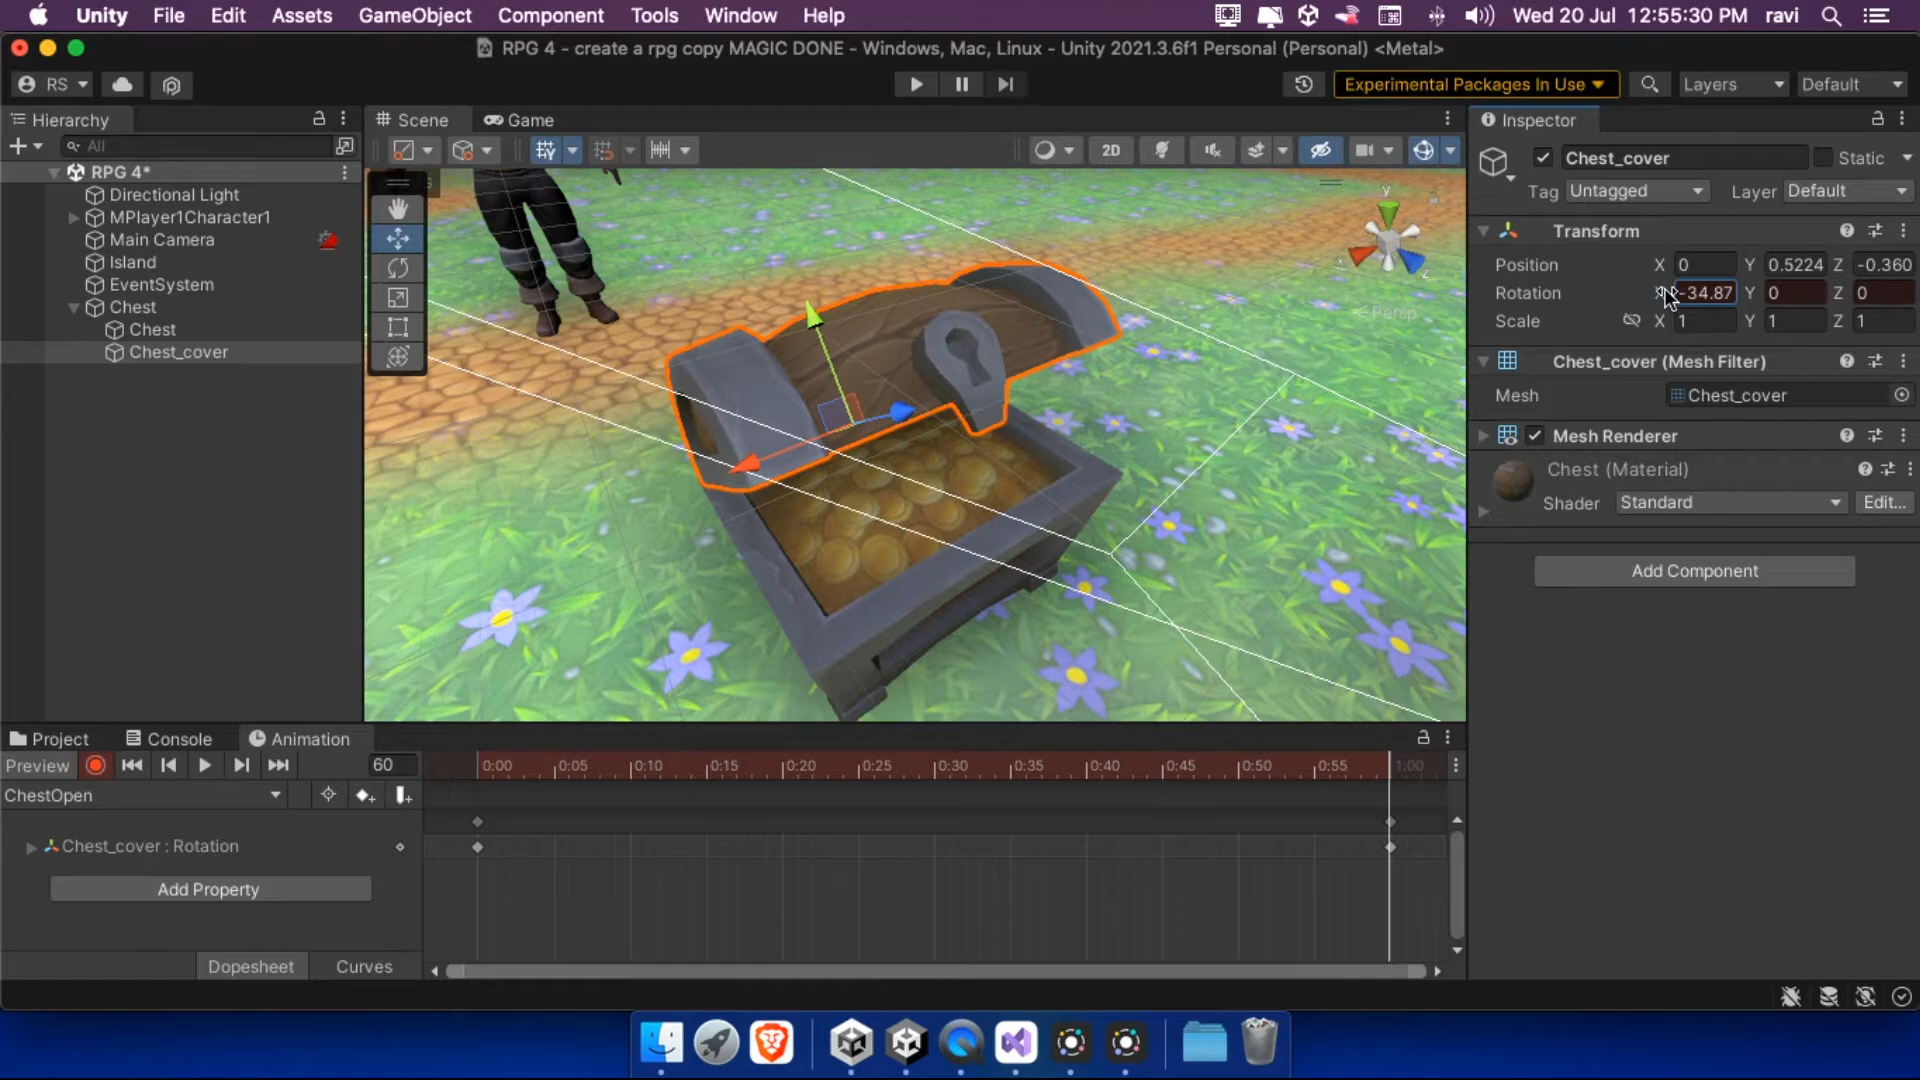 Unity File Edit Assets GameObject Component Tools Window Help Wed 20 Jul 12:55:30 PM ravi
RPG 4 - create a rpg copy MAGIC DONE - Windows, Mac, Linux - Unity 2021.3.6f1 Personal (Personal) <Metal>
RS Experimental Packages In Use Layers Default
Hierarchy
All
RPG 4*
Directional Light
MPlayer1Character1
Main Camera
Island
EventSystem
Chest
Chest
Chest_cover
Scene Game
2D
y
x
z
Persp
Inspector
Chest_cover Static
Tag Untagged Layer Default
Transform
Position X 0 Y 0.5224 Z -0.360
Rotation X -34.87 Y 0 Z 0
Scale X 1 Y 1 Z 1
Chest_cover (Mesh Filter)
Mesh Chest_cover
Mesh Renderer
Chest (Material)
Shader Standard Edit...
Add Component
Project Console Animation
Preview 60 0:00 0:05 0:10 0:15 0:20 0:25 0:30 0:35 0:40 0:45 0:50 0:55 1:00
ChestOpen
Chest_cover : Rotation
Add Property
Dopesheet Curves